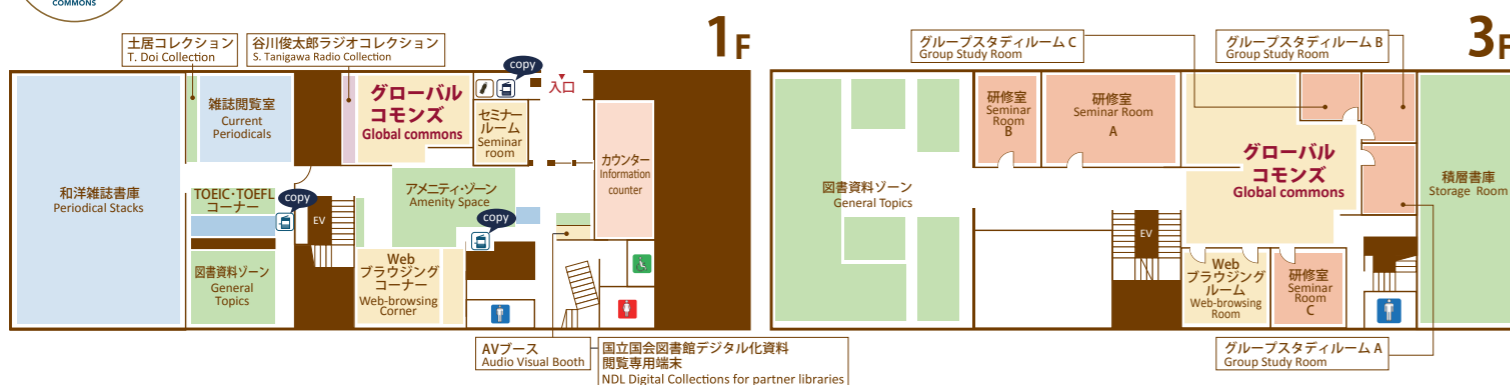 COMMONS
1F
土居コレクション
T. Doi Collection
谷川俊太郎ラジオコレクション
S. Tanigawa Radio Collection
copy
入口
雑誌閲覧室
Current
Periodicals
グローバル
コモンズ
Global commons
セミナー
ルーム
Seminar
room
和洋雑誌書庫
Periodical Stacks
TOEIC・TOEFL
コーナー
copy
アメニティ・ゾーン
Amenity Space
copy
カウンター
Information
counter
EV
図書資料ゾーン
General
Topics
Web
ブラウジング
コーナー
Web-browsing
Corner
AVブース
Audio Visual Booth
国立国会図書館デジタル化資料
閲覧専用端末
NDL Digital Collections for partner libraries
3F
グループスタディルーム C
Group Study Room
グループスタディルーム B
Group Study Room
研修室
Seminar
Room
B
研修室
Seminar Room
A
グローバル
コモンズ
Global commons
図書資料ゾーン
General Topics
積層書庫
Storage Room
EV
Web
ブラウジング
ルーム
Web-browsing
Room
研修室
Seminar
Room
C
グループスタディルーム A
Group Study Room